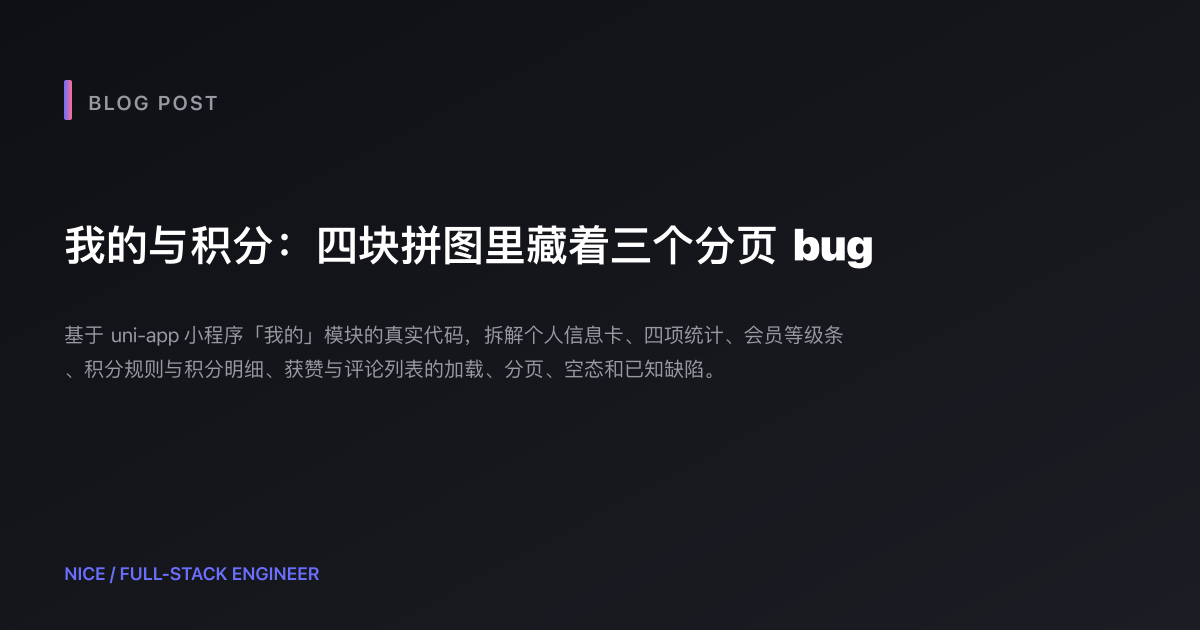 BLOG POST
我的与积分：四块拼图里藏着三个分页 bug
基于 uni-app 小程序「我的」模块的真实代码，拆解个人信息卡、四项统计、会员等级条
、积分规则与积分明细、获赞与评论列表的加载、分页、空态和已知缺陷。
NICE / FULL-STACK ENGINEER